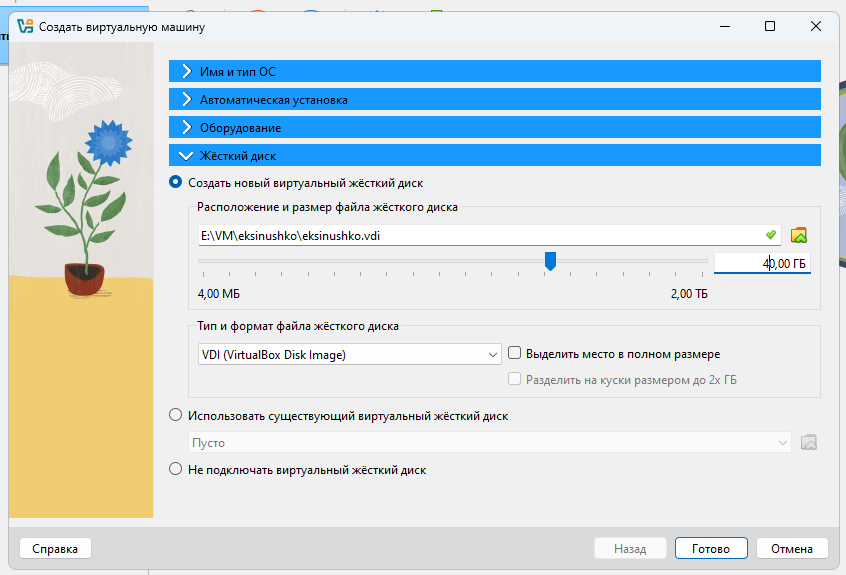 Создать виртуальную машину
Имя и тип ОС
Автоматическая установка
Оборудование
Жёсткий диск
Создать новый виртуальный жёсткий диск
Расположение и размер файла жёсткого диска
E:\VM\eksinushko\eksinushko.vdi
40,00 ГБ
4,00 МБ
2,00 ТБ
Тип и формат файла жёсткого диска
VDI (VirtualBox Disk Image)
Выделить место в полном размере
Разделить на куски размером до 2х ГБ
Использовать существующий виртуальный жёсткий диск
Пусто
Не подключать виртуальный жёсткий диск
Справка
Назад
Готово
Отмена